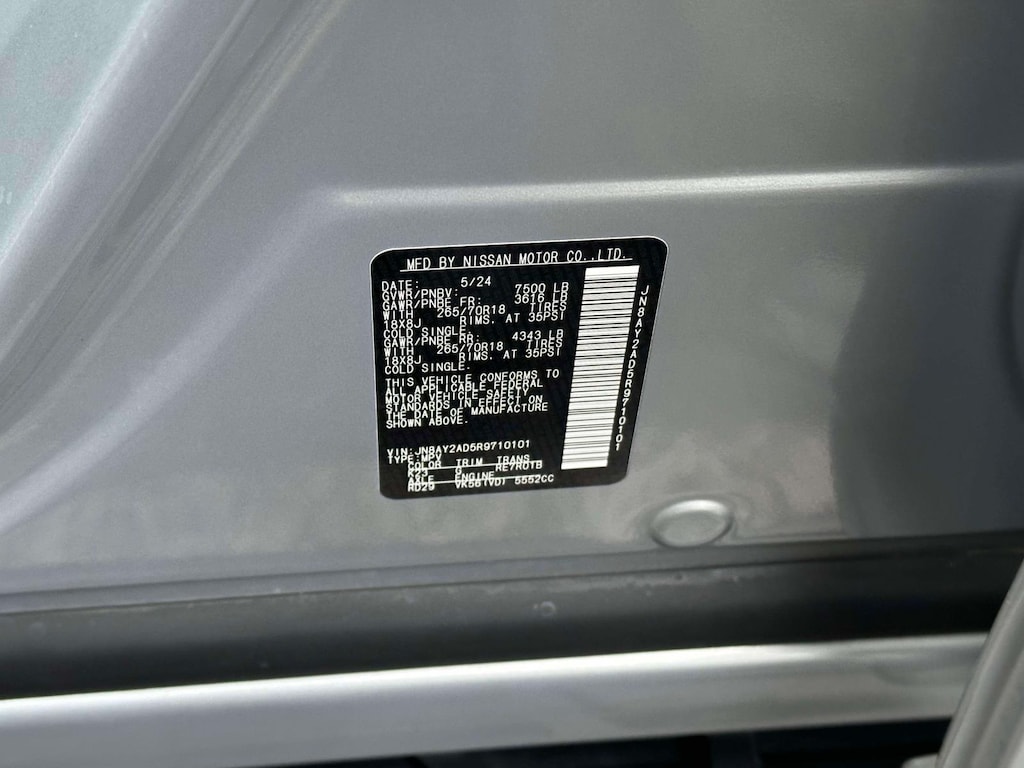 MFD BY NISSAN MOTOR CO.,LTD.
DATE: 5/24
GVWR/PNBV: 7500 LB
GAWR/PNBE FR: 3616 LB
WITH 265/70R18 TIRES
18X8J RIMS. AT 35PSI
COLD SINGLE.
GAWR/PNBE RR: 4343 LB
WITH 265/70R18 TIRES
18X8J RIMS. AT 35PSI
COLD SINGLE.
THIS VEHICLE CONFORMS TO
ALL APPLICABLE FEDERAL
MOTOR VEHICLE SAFETY
STANDARDS IN EFFECT ON
THE DATE OF MANUFACTURE
SHOWN ABOVE.
VIN:JN8AY2AD5R9710101
TYPE:MPV
COLOR TRIM TRANS
K23 G RE7R01B
AXLE ENGINE
RD29 VK56(VD) 5552CC
JN8AY2AD5R9710101